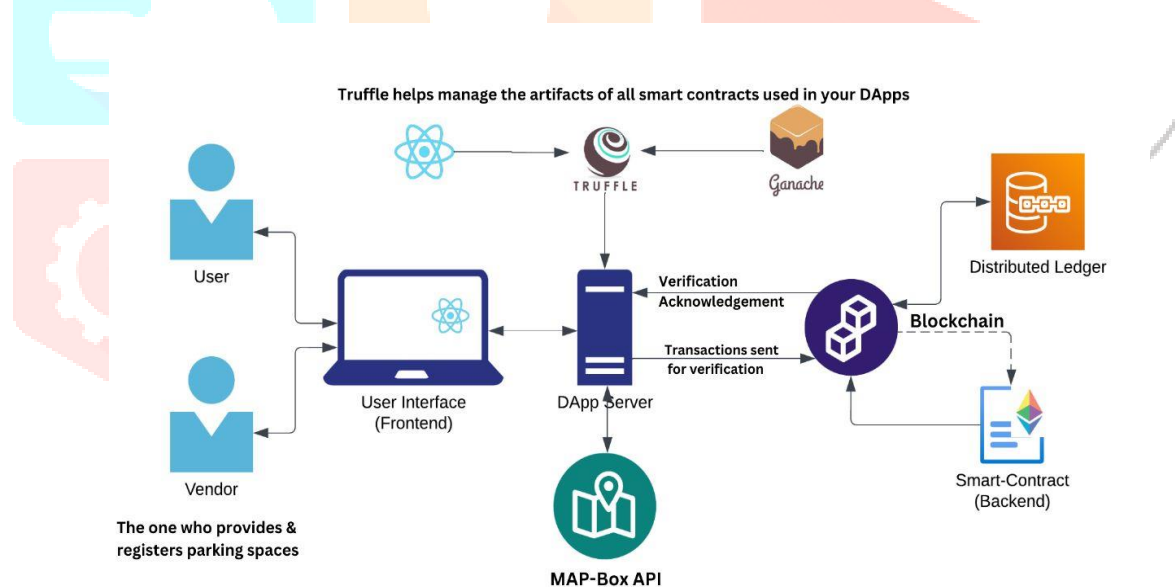 Truffle helps manage the artifacts of all smart contracts used in your DApps
TRUFFLE
Ganache
User
Distributed Ledger
Verification
Acknowledgement
Blockchain
Transactions sent
for verification
User Interface
(Frontend)
DApp Server
Smart-Contract
(Backend)
Vendor
The one who provides &
registers parking spaces
MAP-Box API